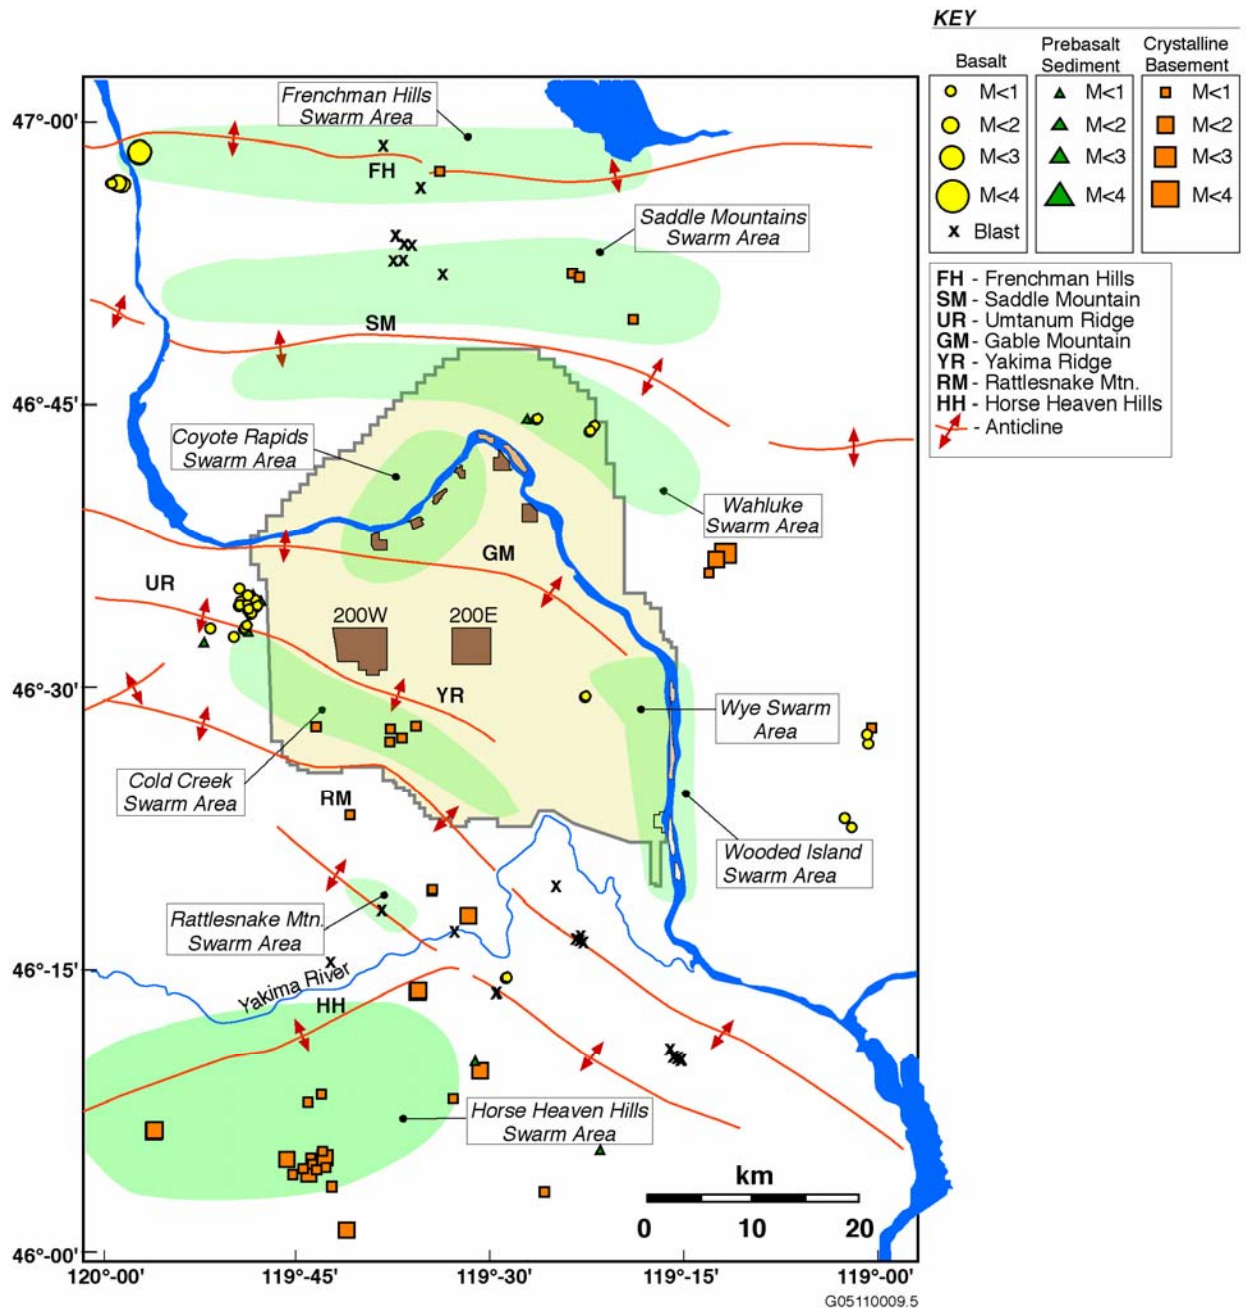 KEY
Basalt
Prebasalt
Sediment
Crystalline
Basement
M<1
M<1
M<1
M<2
M<2
M<2
M<3
M<3
M<3
M<4
M<4
M<4
x Blast
FH - Frenchman Hills
SM - Saddle Mountain
UR - Umtanum Ridge
GM - Gable Mountain
YR - Yakima Ridge
RM - Rattlesnake Mtn.
HH - Horse Heaven Hills
- Anticline
Frenchman Hills
Swarm Area
47°-00'
FH
Saddle Mountains
Swarm Area
SM
46°-45'
Coyote Rapids
Swarm Area
Wahluke
Swarm Area
GM
UR
200W
200E
46°-30'
YR
Wye Swarm
Area
Cold Creek
Swarm Area
RM
Wooded Island
Swarm Area
Rattlesnake Mtn.
Swarm Area
46°-15'
Yakima River
HH
Horse Heaven Hills
Swarm Area
km
0 10 20
46°-00'
120°-00' 119°-45' 119°-30' 119°-15' 119°-00'
G05110009.5